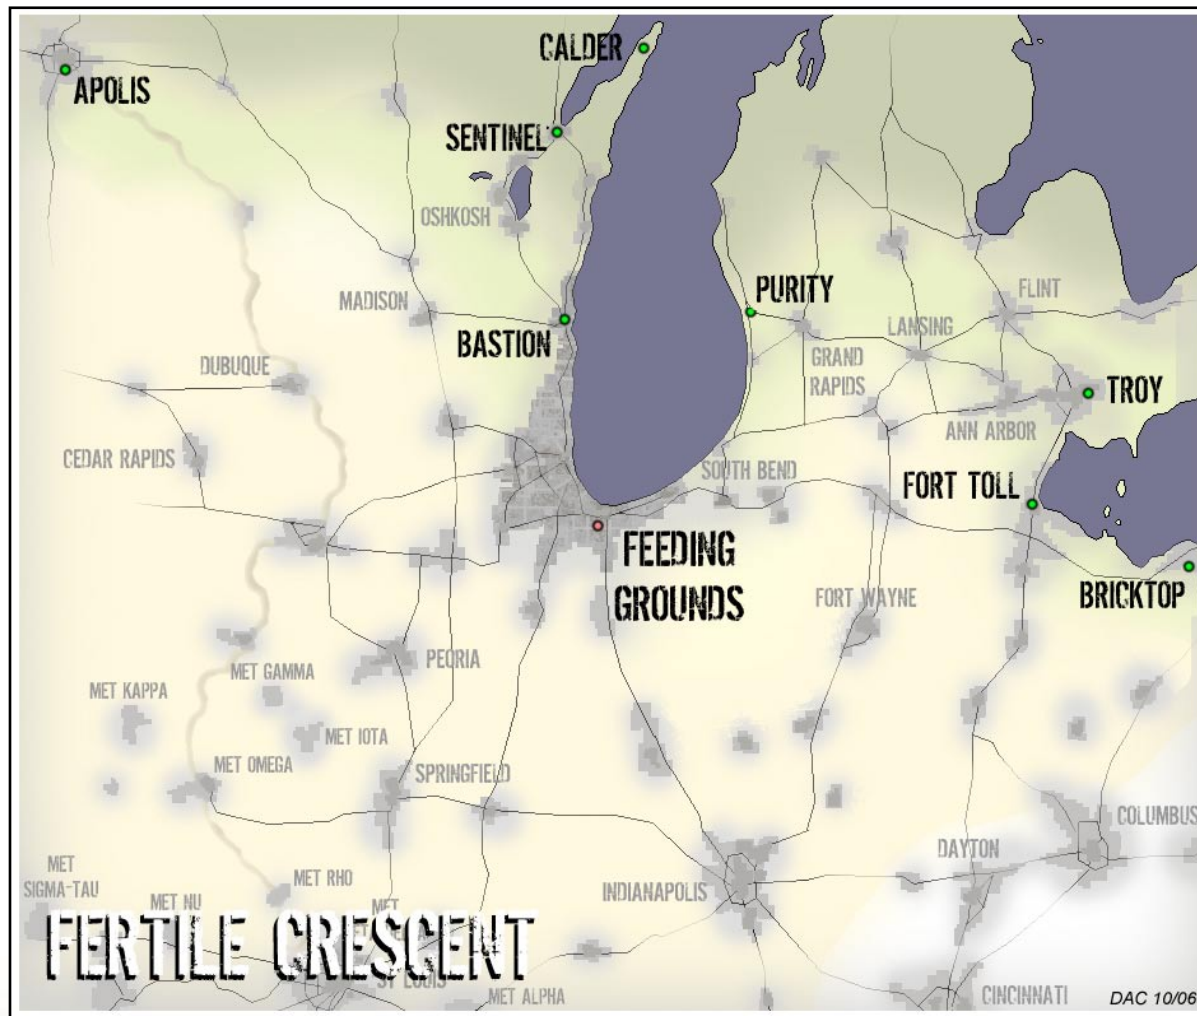 CALDER
APOLIS
SENTINEL
OSHKOSH
PURITY
FLINT
MADISON
BASTION
LANSING
GRAND
RAPIDS
DUBUQUE
TROY
ANN ARBOR
CEDAR RAPIDS
SOUTH BEND
FORT TOLL
FEEDING
GROUNDS
FORT WAYNE
BRICKTOP
PEORIA
MET GAMMA
MET KAPPA
MET IOTA
MET OMEGA
SPRINGFIELD
COLUMBUS
DAYTON
MET
SIGMA-TAU
MET RHO
INDIANAPOLIS
MET NU
MET
FERTILE CRESCENT
ST LOUIS
MET ALPHA
CINCINNATI
DAC 10/06